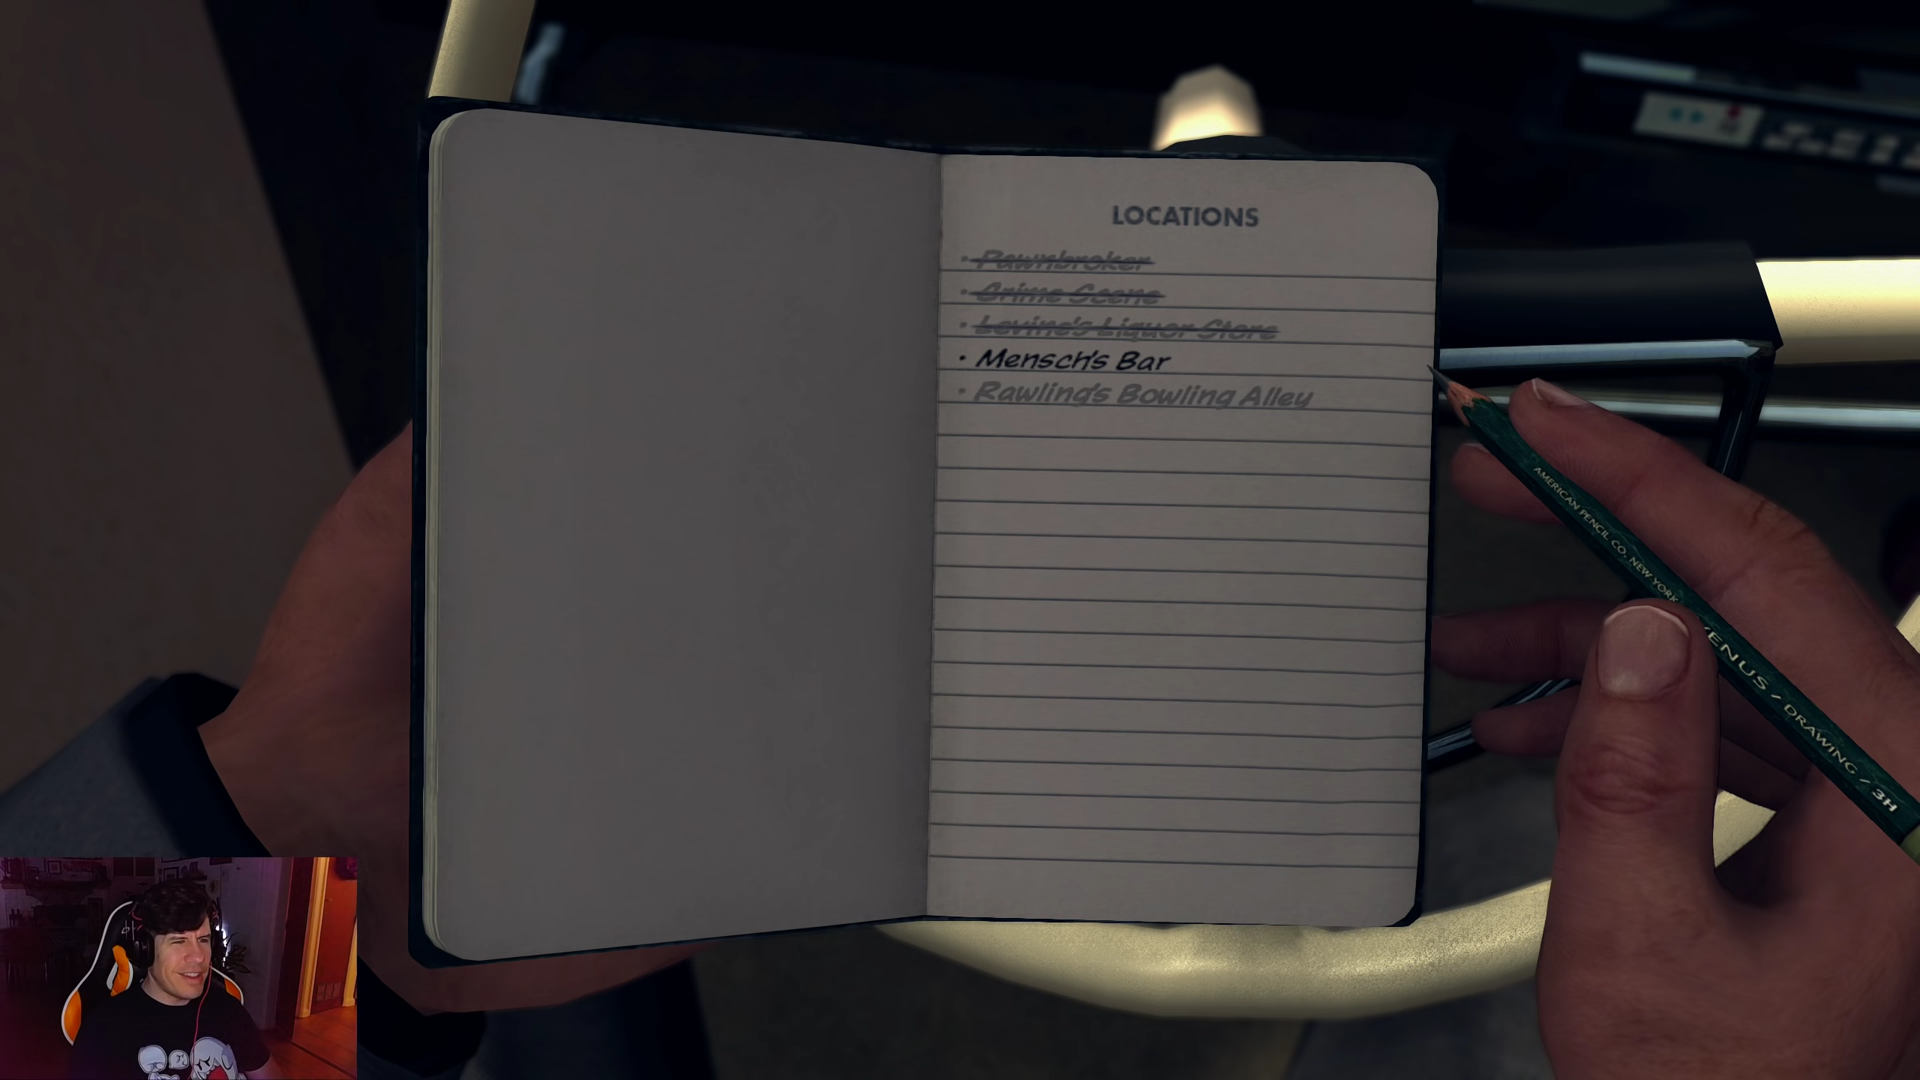 LOCATIONS
• Pawnbroker
• Crime Scene
• Levine's Liquor Store
• Mensch's Bar
• Rawling's Bowling Alley
AMERICAN PENCIL CO. NEW YORK
VENUS / DRAWING / 3H